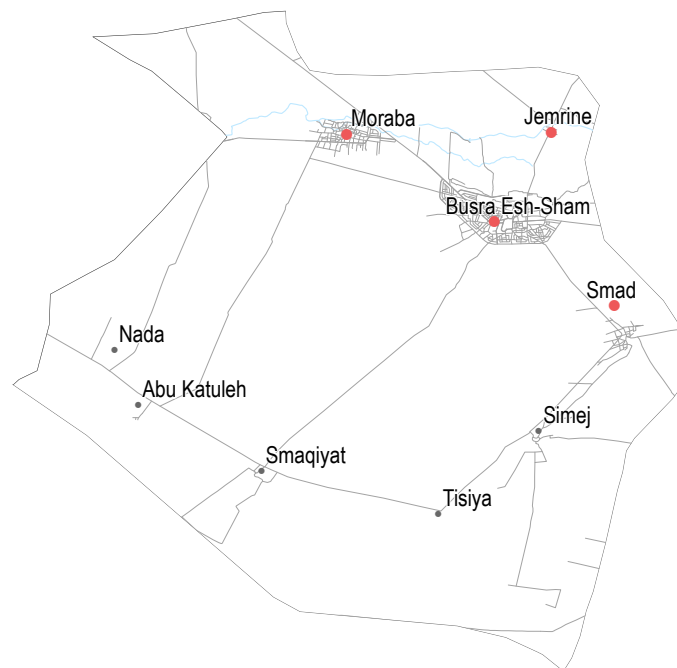 Moraba
Jemrine
Busra Esh-Sham
Smad
Nada
Abu Katuleh
Simej
Smaqiyat
Tisiya